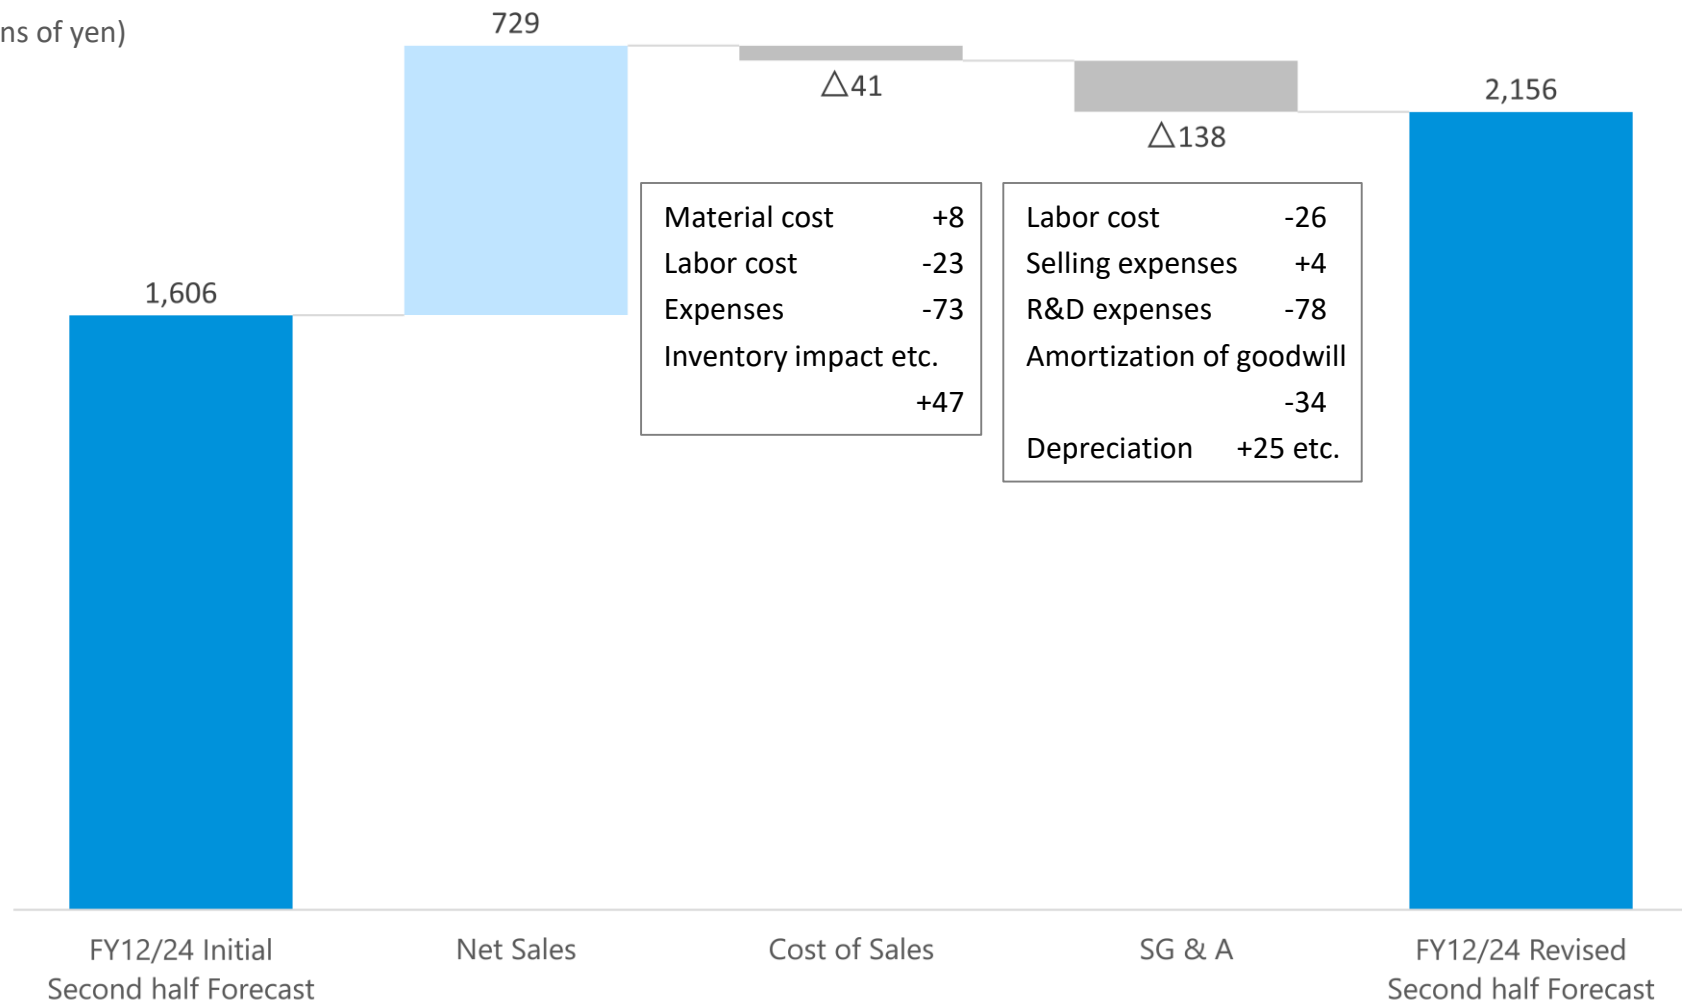 ns of yen)
729
△41
2,156
△138
1,606
Material cost +8
Labor cost -23
Expenses -73
Inventory impact etc.
+47
Labor cost -26
Selling expenses +4
R&D expenses -78
Amortization of goodwill
-34
Depreciation +25 etc.
FY12/24 Initial
Second half Forecast
Net Sales
Cost of Sales
SG & A
FY12/24 Revised
Second half Forecast